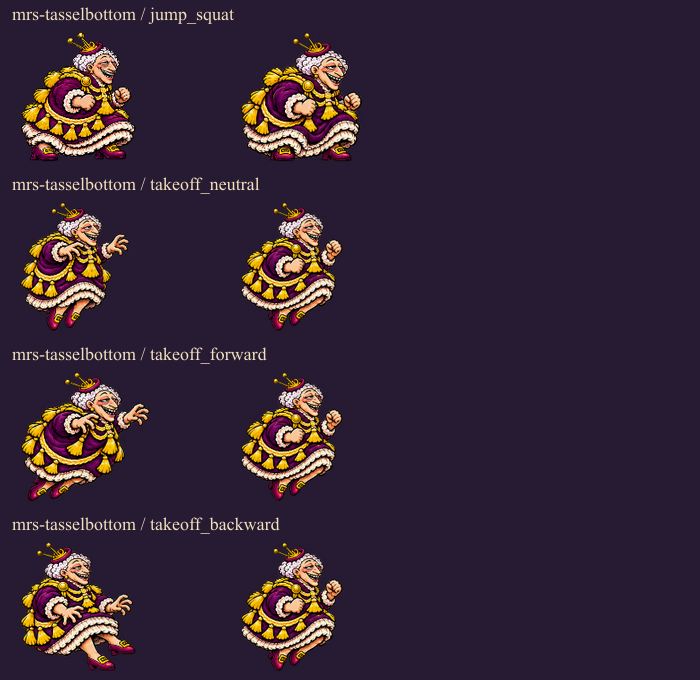 mrs-tasselbottom / jump_squat
mrs-tasselbottom / takeoff_neutral
mrs-tasselbottom / takeoff_forward
mrs-tasselbottom / takeoff_backward